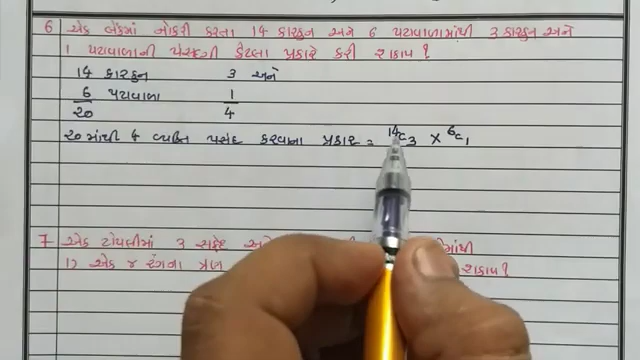 6 એક બેંકમાં નોકરી કરતા 14 કારકુન અને 6 પટાવાળામાંથી 3 કારકુન અને
1 પટાવાળાની પસંદગી કેટલા પ્રકારે કરી શકાય ?
14 કારકુન 3 અને
6 પટાવાળા 1
20 4
20 માંથી 4 વ્યક્તિ પસંદ કરવાના પ્રકાર = ¹⁴C₃ × ⁶C₁
7 એક ટોપલીમાં 3 સફેદ અને
1) એક જ રંગના ત્રણ શકાય ?